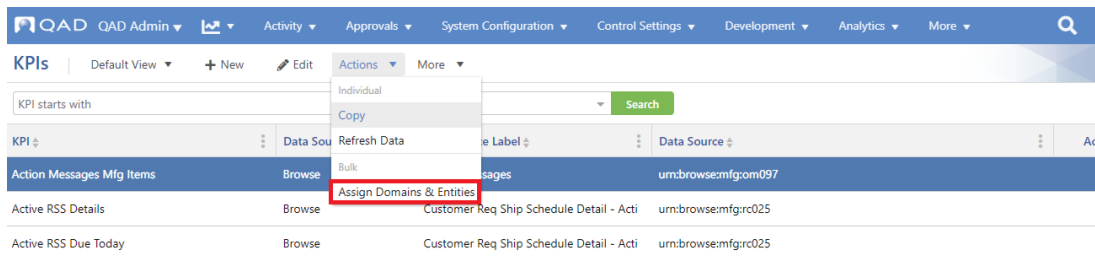 QAD QAD Admin Activity Approvals System Configuration Control Settings Development Analytics More
KPIs Default View + New Edit Actions More
Individual
KPI starts with Search
Copy
KPI Data Sou Refresh Data e Label Data Source Ac
Bulk
Action Messages Mfg Items Browse sages urn:browse:mfg:om097
Assign Domains & Entities
Active RSS Details Browse Customer Req Ship Schedule Detail - Acti urn:browse:mfg:rc025
Active RSS Due Today Browse Customer Req Ship Schedule Detail - Acti urn:browse:mfg:rc025